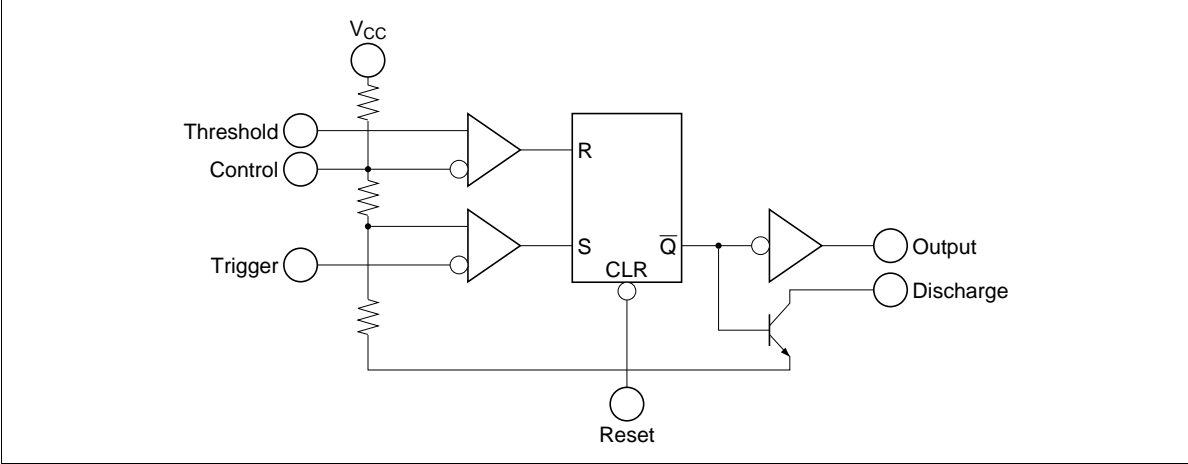 VCC
Threshold
Control
Trigger
R
S
Q̅
CLR
Output
Discharge
Reset